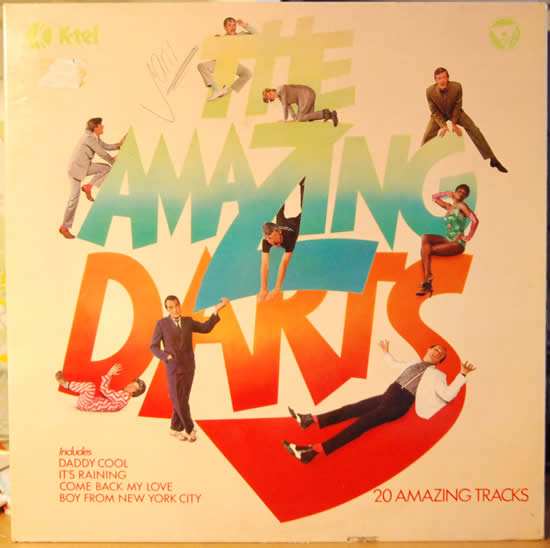 K-tel
THE
AMAZING
DARTS
Includes
DADDY COOL
IT'S RAINING
COME BACK MY LOVE
BOY FROM NEW YORK CITY
20 AMAZING TRACKS